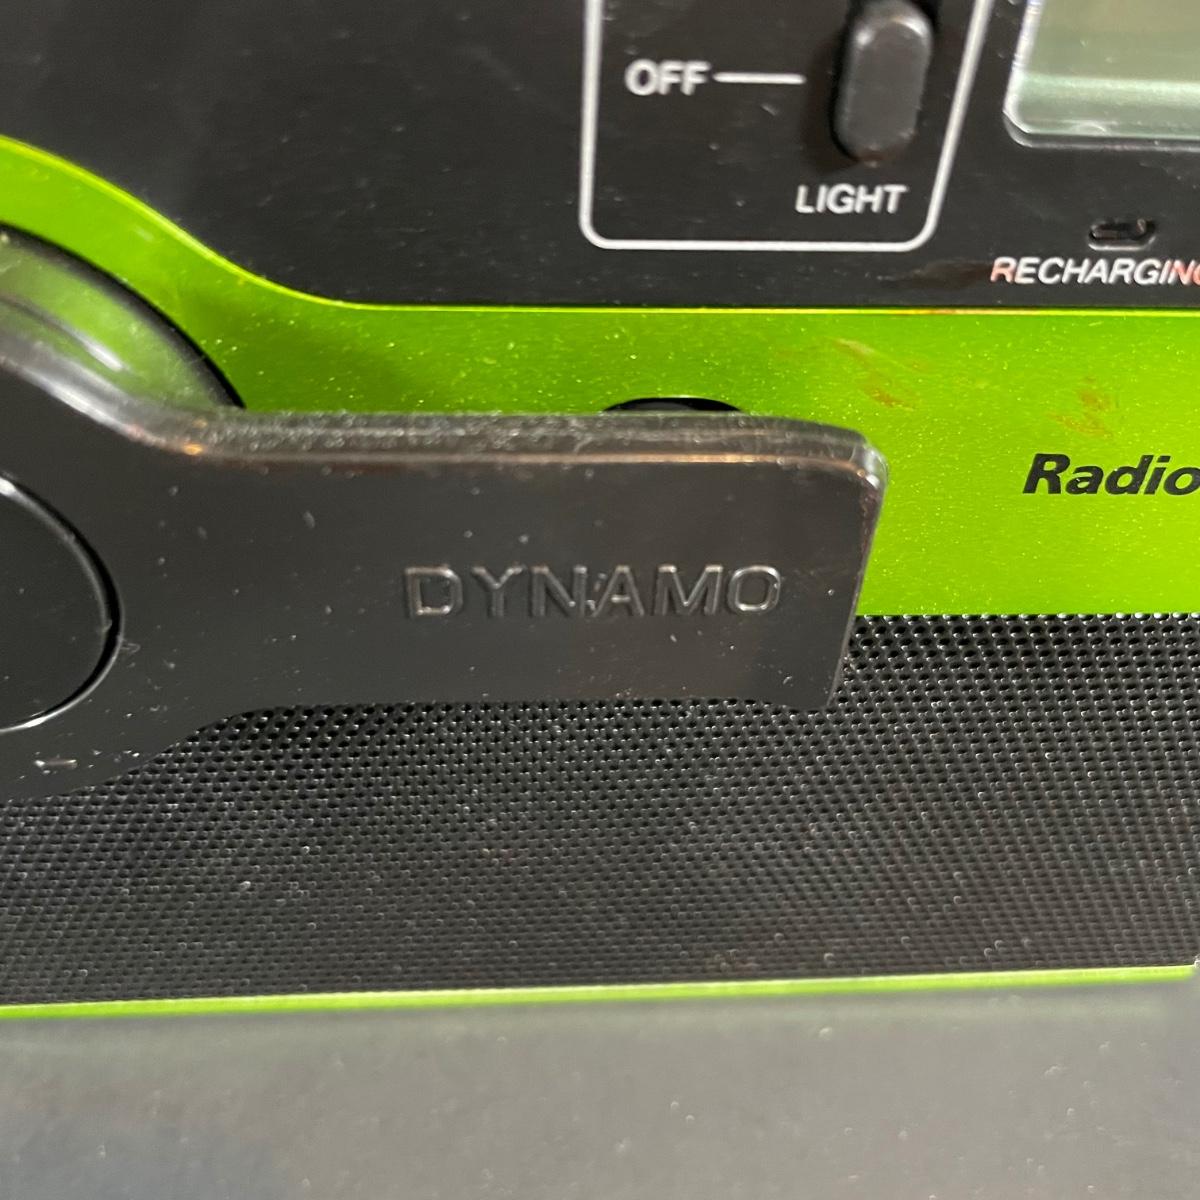 OFF
LIGHT
RECHARGING
Radio
DYNAMO